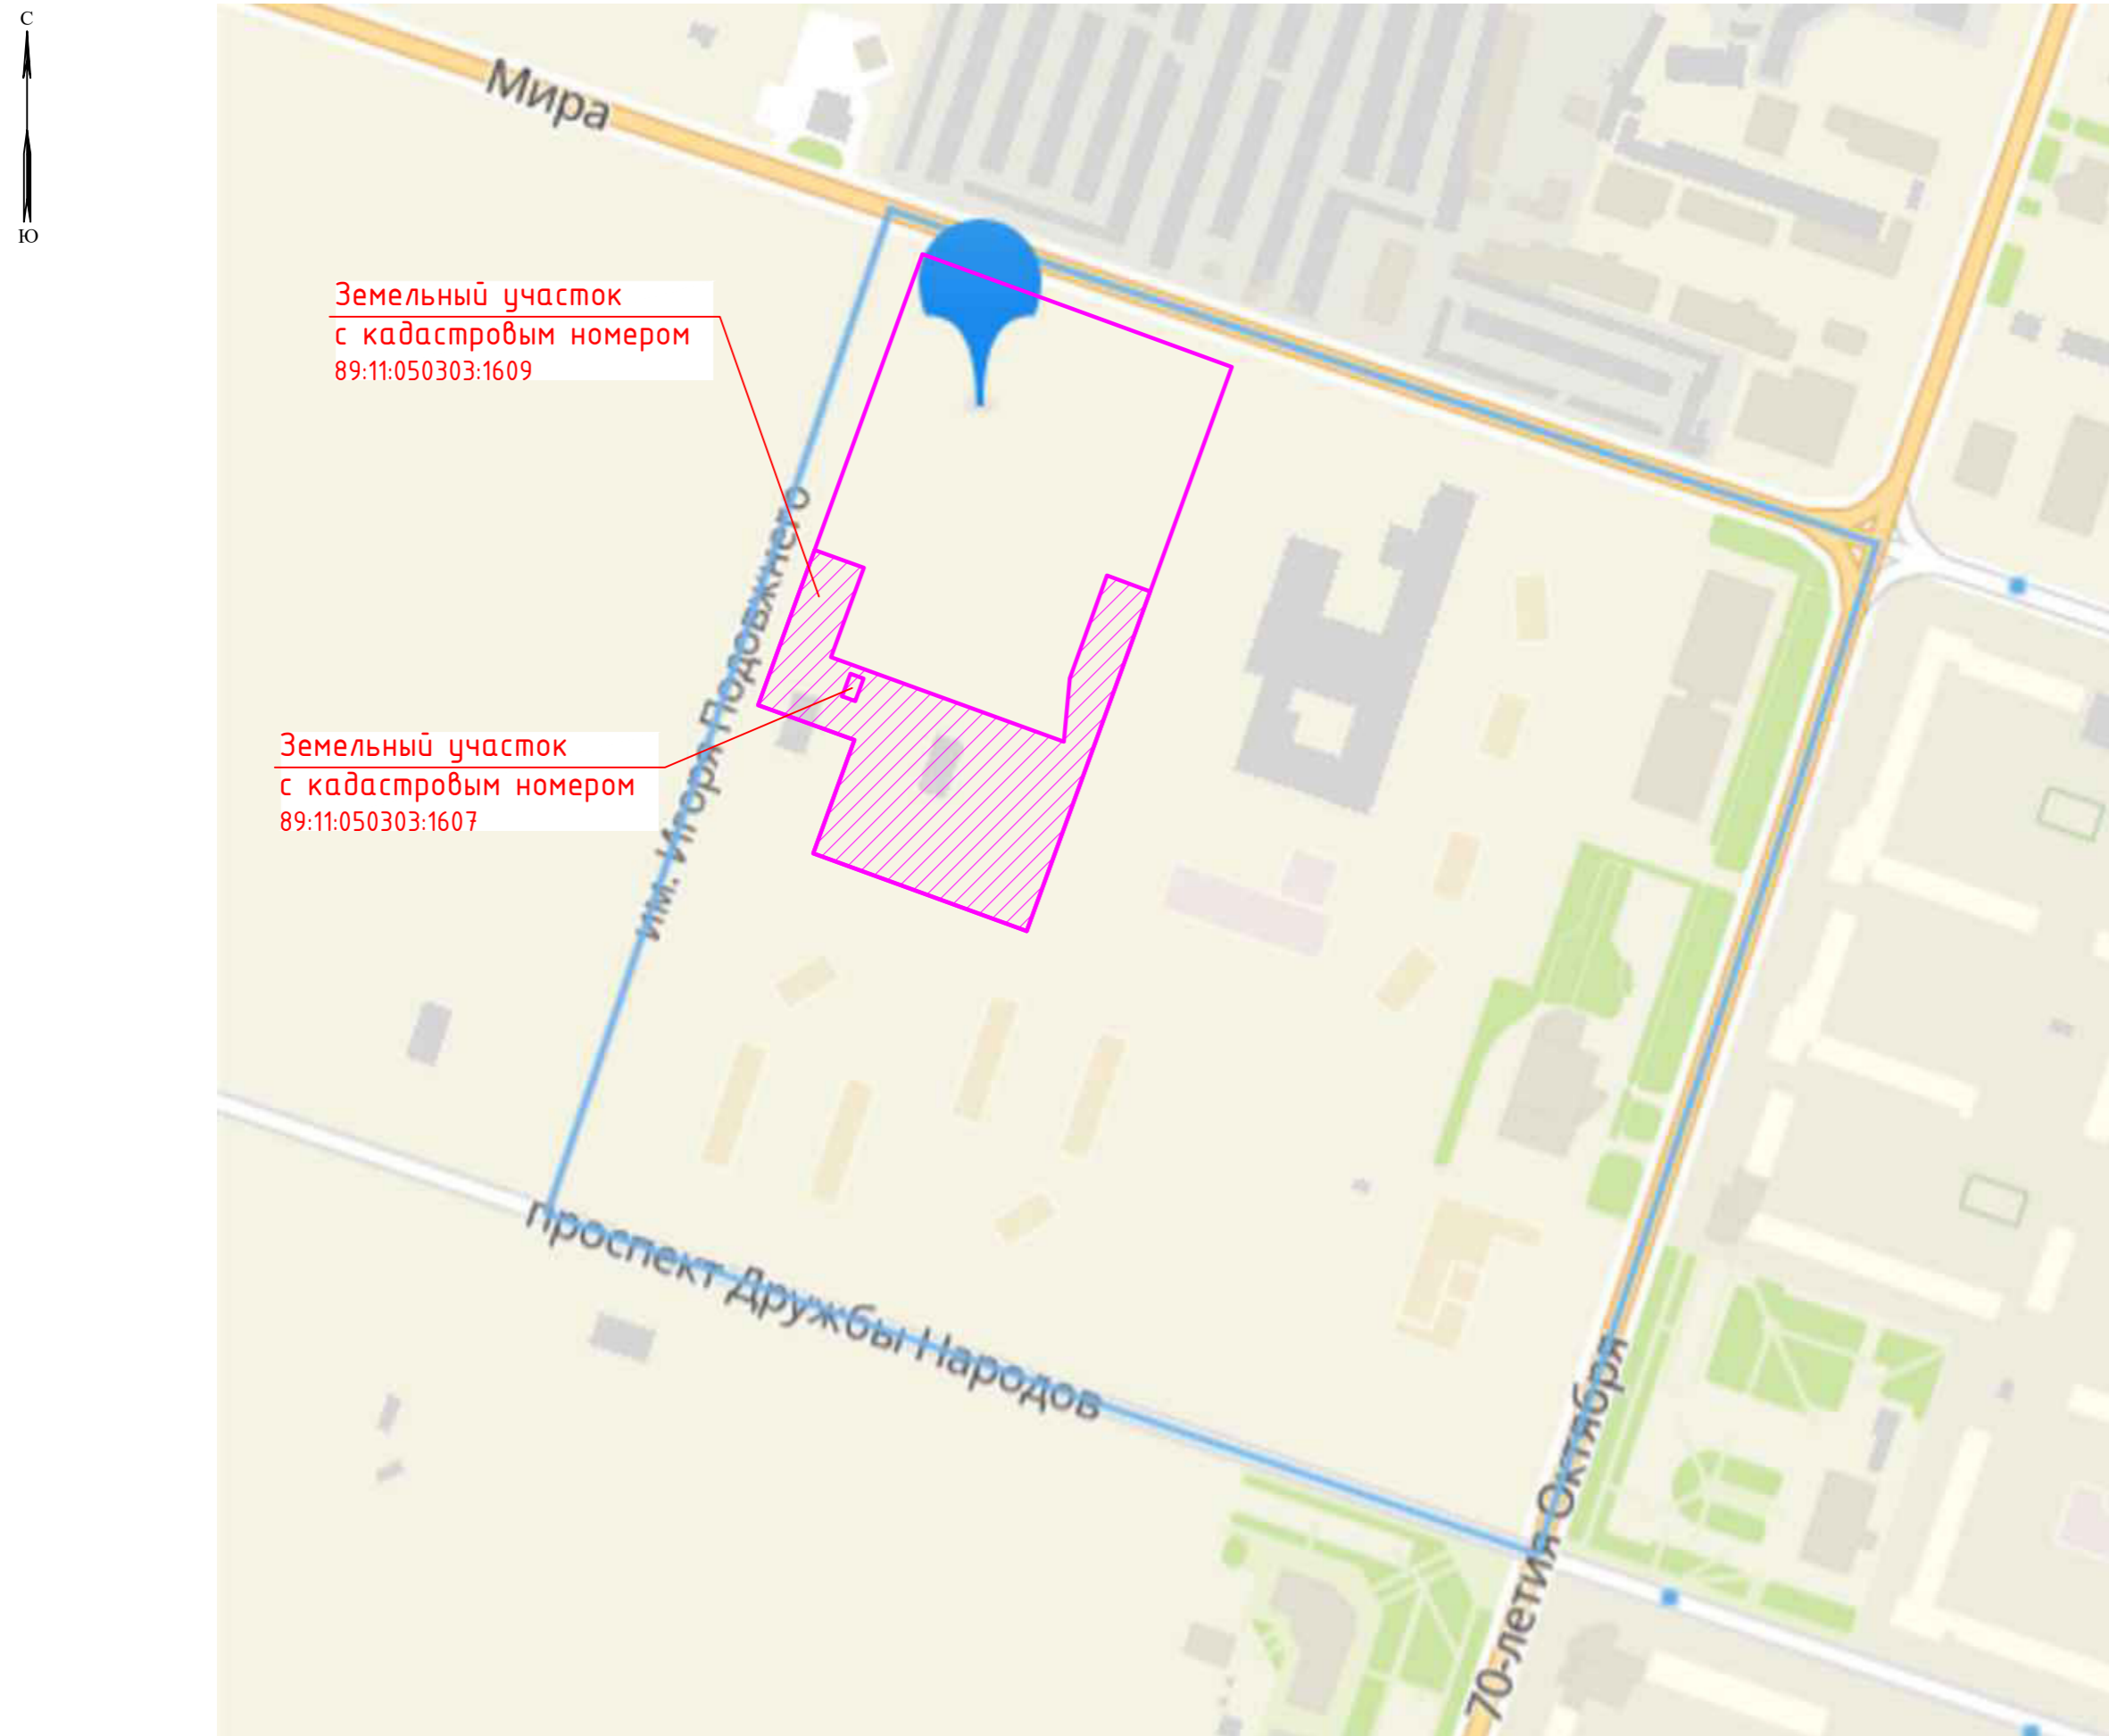 С
Ю
Мира
Земельный участок
с кадастровым номером
89:11:050303:1609
им. Игоря Подовжнего
Земельный участок
с кадастровым номером
89:11:050303:1607
проспект Дружбы Народов
70-летия Октября